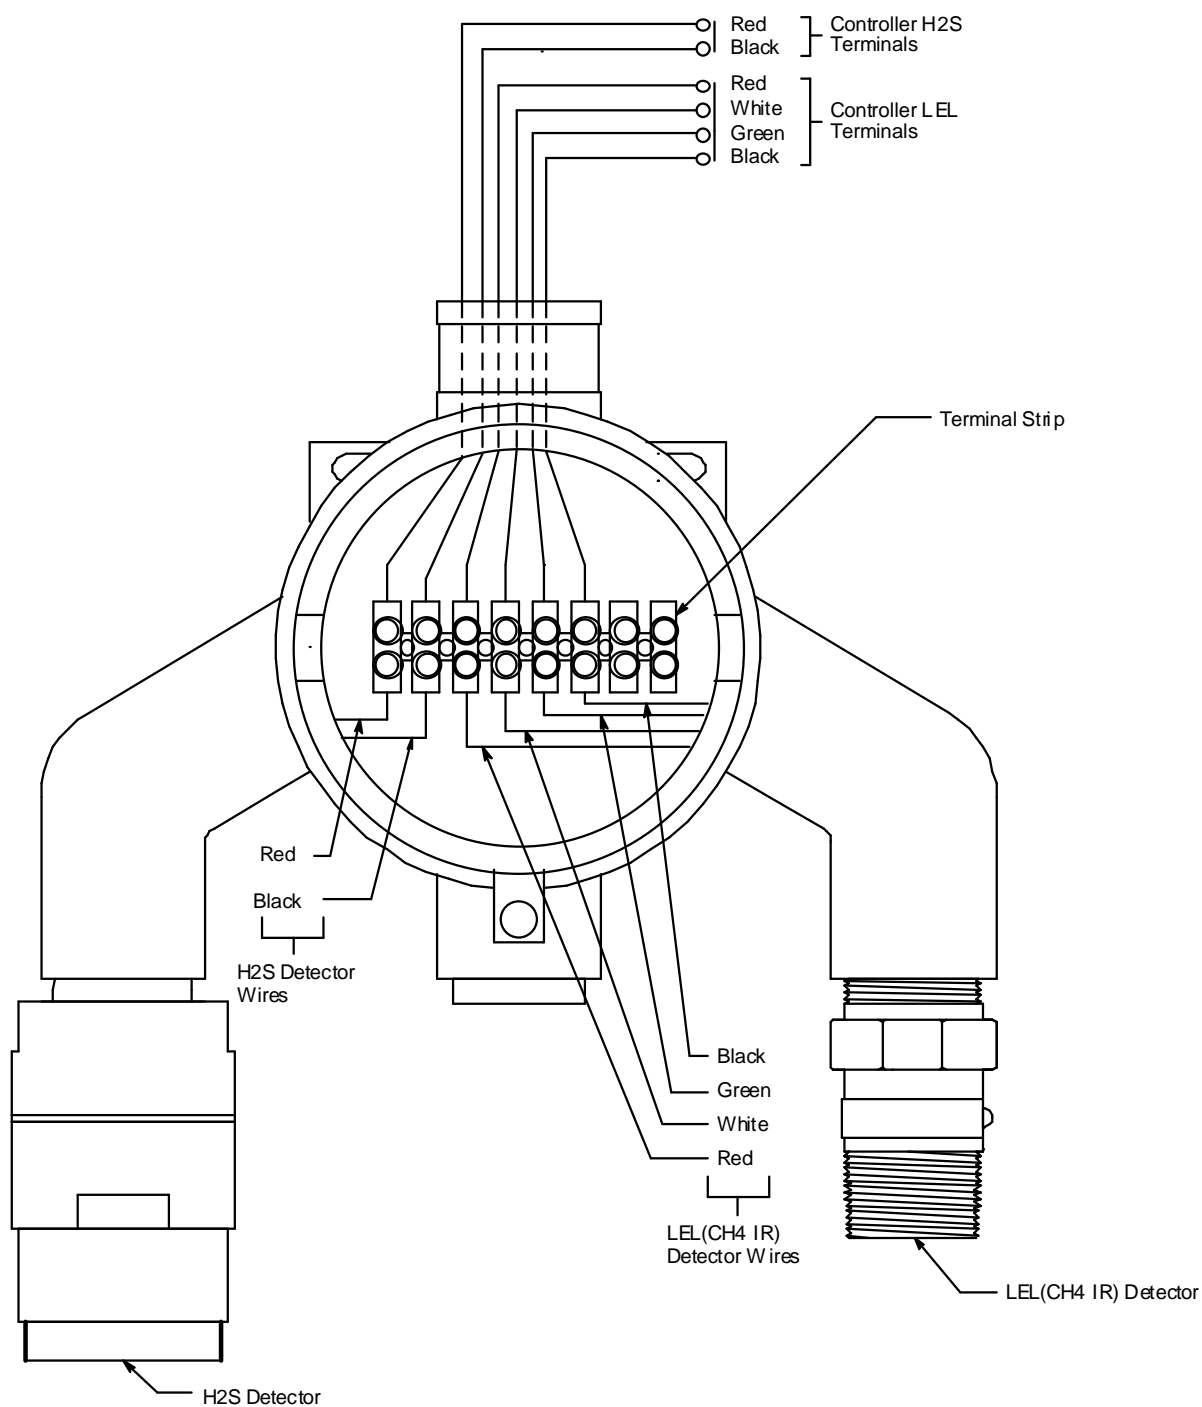 Red
Black
Controller H2S
Terminals
Red
White
Green
Black
Controller LEL
Terminals
Terminal Strip
Red
Black
H2S Detector
Wires
Black
Green
White
Red
LEL(CH4 IR)
Detector Wires
LEL(CH4 IR) Detector
H2S Detector